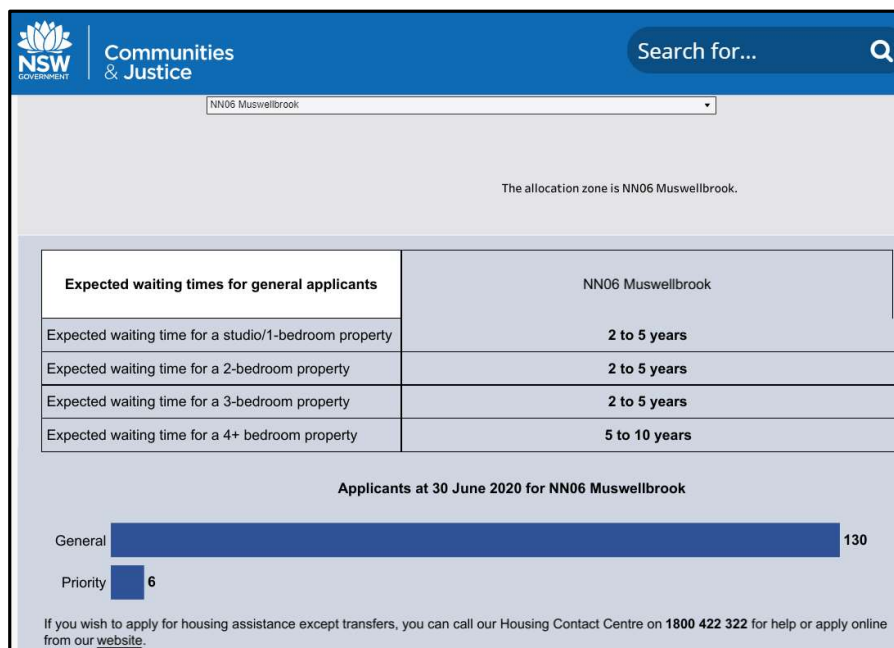 NSW
GOVERNMENT
Communities
& Justice
Search for...
NN06 Muswellbrook
The allocation zone is NN06 Muswellbrook.
Expected waiting times for general applicants
NN06 Muswellbrook
Expected waiting time for a studio/1-bedroom property
2 to 5 years
Expected waiting time for a 2-bedroom property
2 to 5 years
Expected waiting time for a 3-bedroom property
2 to 5 years
Expected waiting time for a 4+ bedroom property
5 to 10 years
Applicants at 30 June 2020 for NN06 Muswellbrook
General
130
Priority
6
If you wish to apply for housing assistance except transfers, you can call our Housing Contact Centre on 1800 422 322 for help or apply online
from our website.